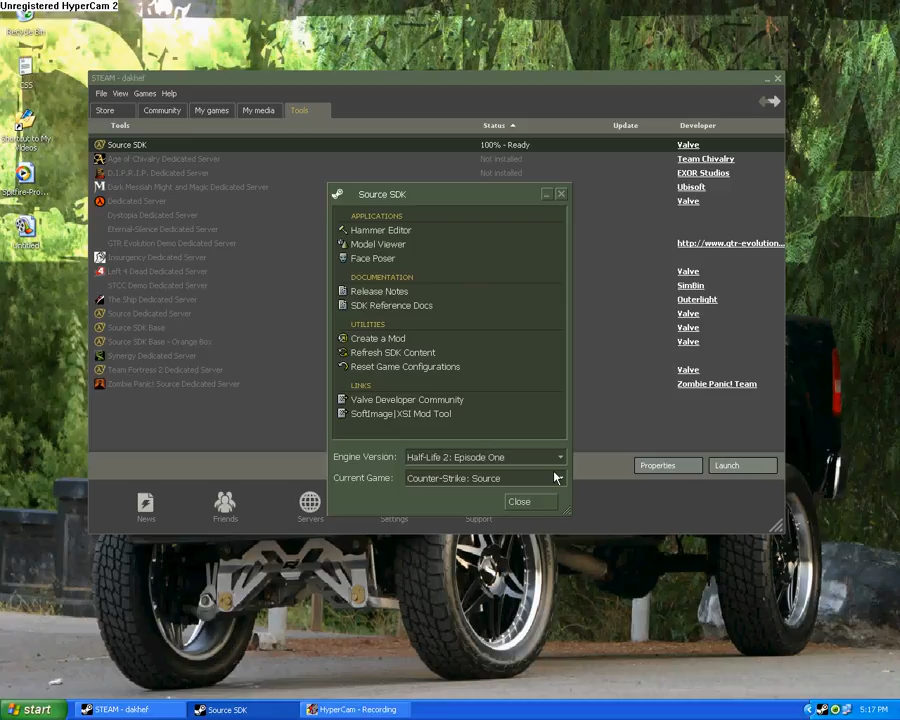 Unregistered HyperCam 2
Recycle Bin
CSS
Shortcut to My Videos
Spitfire-Pro...
Untitled
STEAM - dakhef
File View Games Help
Store Community My games My media Tools
Tools Status Update Developer
Source SDK 100% - Ready Valve
Age of Chivalry Dedicated Server Not installed Team Chivalry
D.I.P.R.I.P. Dedicated Server Not installed EXOR Studios
Dark Messiah Might and Magic Dedicated Server Ubisoft
Dedicated Server Valve
Dystopia Dedicated Server
Eternal-Silence Dedicated Server
GTR Evolution Demo Dedicated Server http://www.gtr-evolution...
Insurgency Dedicated Server
Left 4 Dead Dedicated Server Valve
STCC Demo Dedicated Server SimBin
The Ship Dedicated Server Outerlight
Source Dedicated Server Valve
Source SDK Base Valve
Source SDK Base - Orange Box Valve
Synergy Dedicated Server
Team Fortress 2 Dedicated Server Valve
Zombie Panic! Source Dedicated Server Zombie Panic! Team
Source SDK
APPLICATIONS
Hammer Editor
Model Viewer
Face Poser
DOCUMENTATION
Release Notes
SDK Reference Docs
UTILITIES
Create a Mod
Refresh SDK Content
Reset Game Configurations
LINKS
Valve Developer Community
SoftImage|XSI Mod Tool
Engine Version: Half-Life 2: Episode One
Current Game: Counter-Strike: Source
Close
Properties Launch
News Friends Servers Settings Support
start STEAM - dakhef Source SDK HyperCam - Recording 5:17 PM